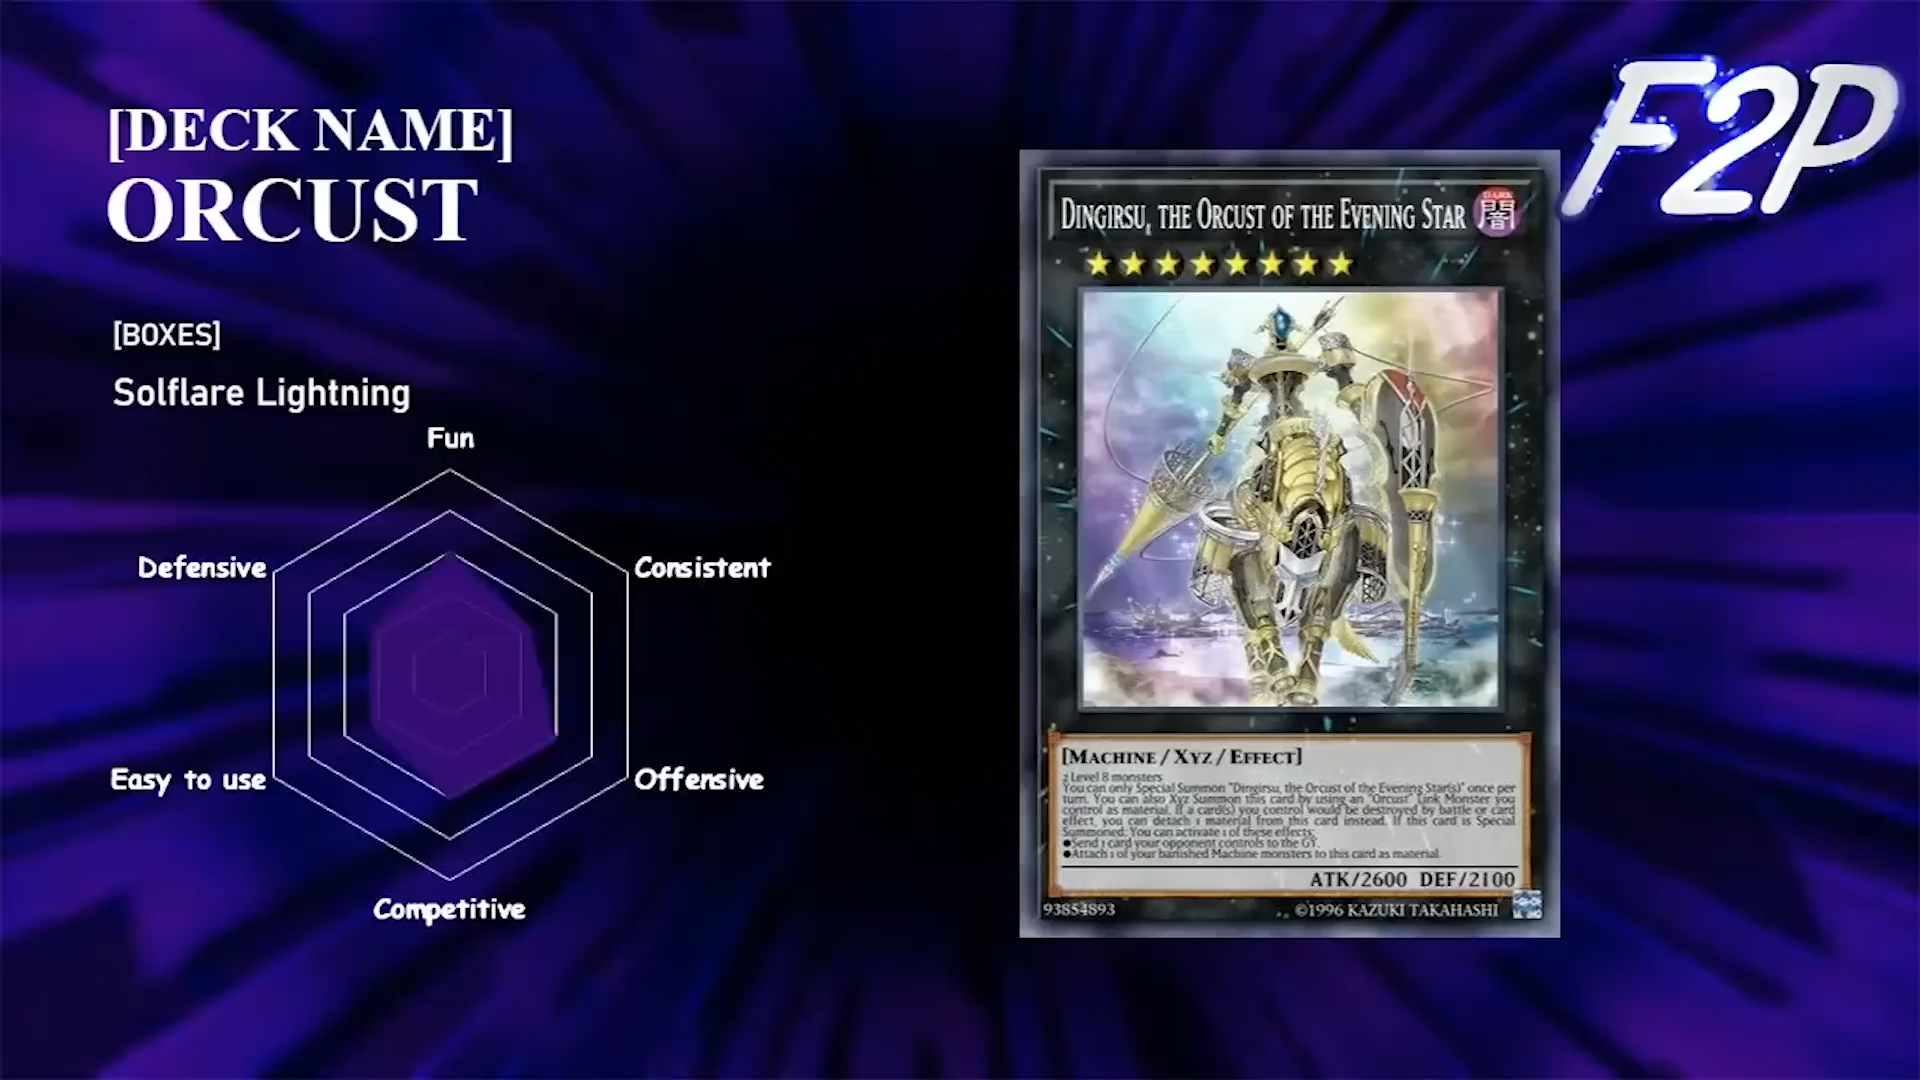 [DECK NAME]
ORCUST
F2P
[BOXES]
Solflare Lightning
Fun
Defensive
Consistent
Easy to use
Offensive
Competitive
DINGIRSU, THE ORCUST OF THE EVENING STAR
DARK
闇
[MACHINE / XYZ / EFFECT]
2 Level 8 monsters
You can only Special Summon "Dingirsu, the Orcust of the Evening Star(s)" once per
turn. You can also Xyz Summon this card by using an "Orcust" Link Monster you
control as material. If a card(s) you control would be destroyed by battle or card
effect, you can detach 1 material from this card instead. If this card is Special
Summoned: You can activate 1 of these effects;
●Send 1 card your opponent controls to the GY.
●Attach 1 of your banished Machine monsters to this card as material.
ATK/2600 DEF/2100
93854893
©1996 KAZUKI TAKAHASHI